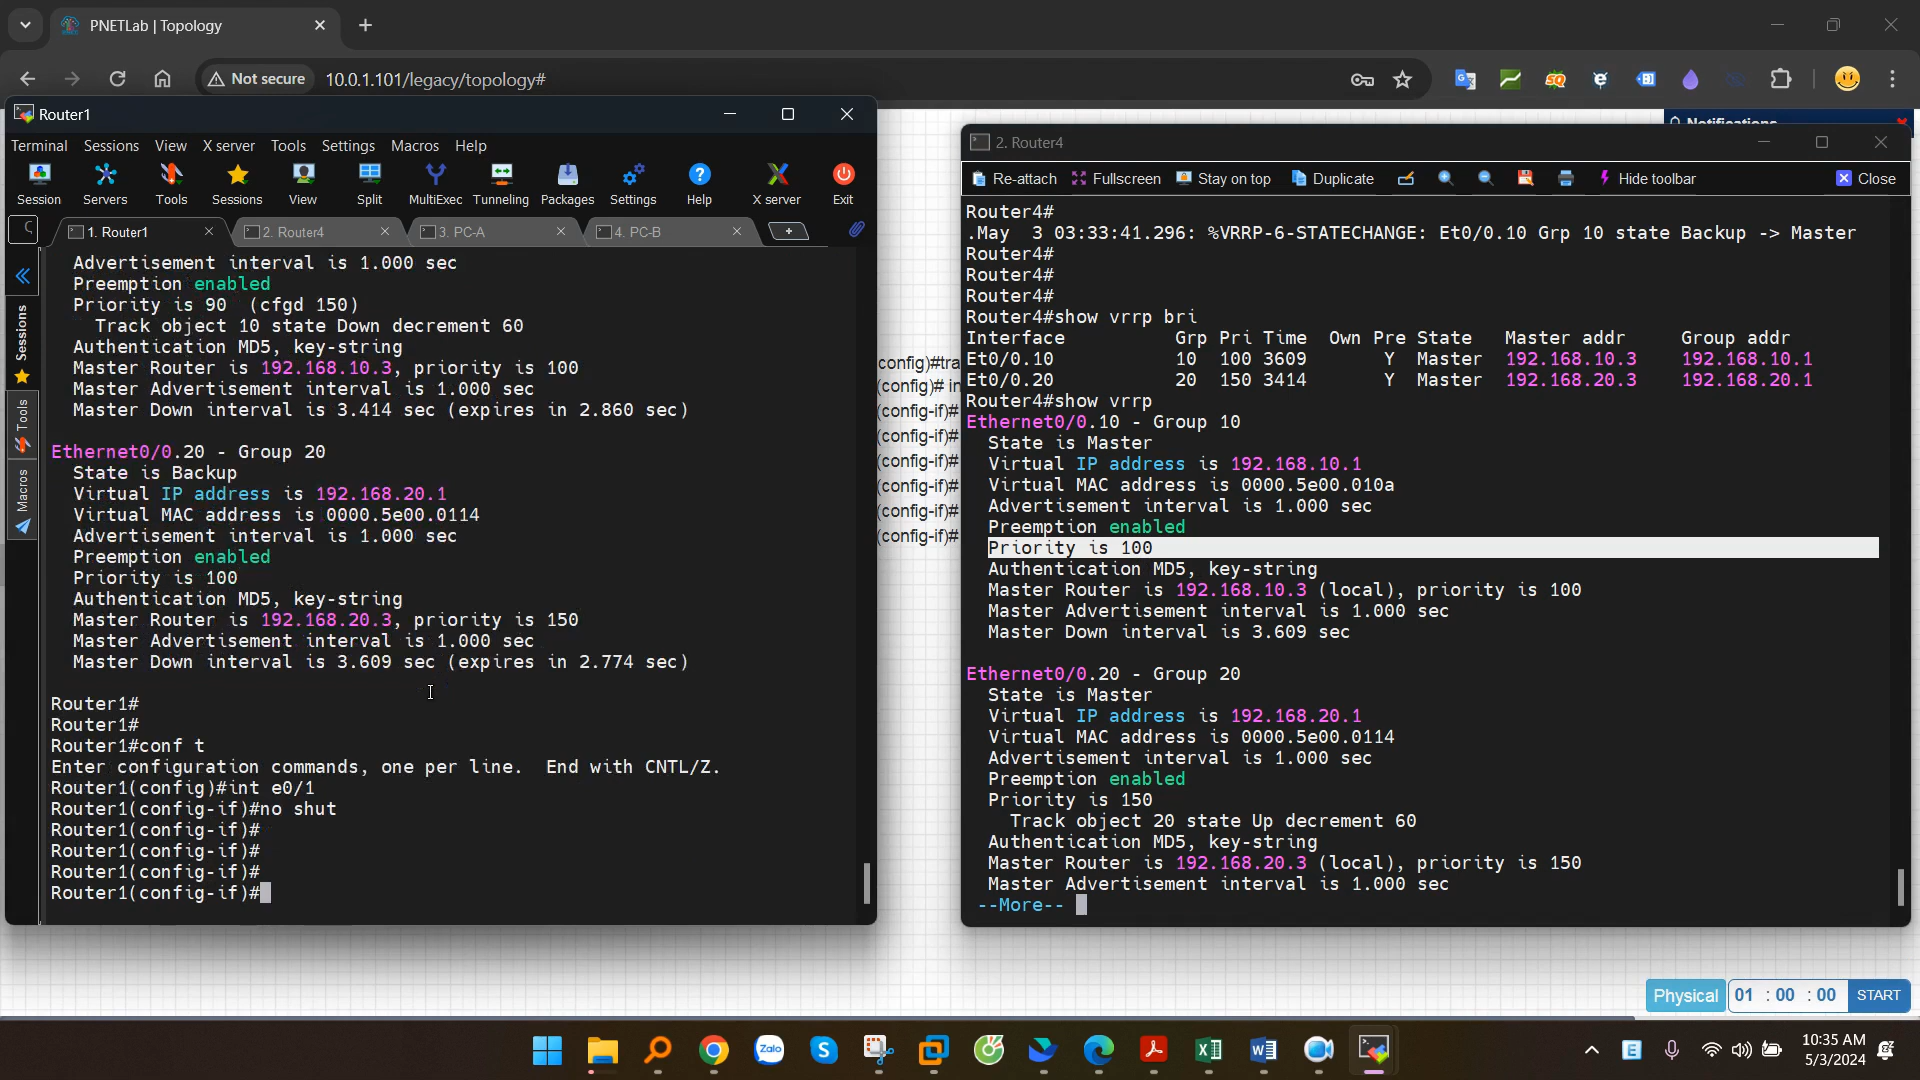 PNETLab | Topology
Not secure
10.0.1.101/legacy/topology#
Router1
Terminal Sessions View X server Tools Settings Macros Help
Session Servers Tools Sessions View Split MultiExec Tunneling Packages Settings Help X server Exit
1. Router1 2. Router4 3. PC-A 4. PC-B
Sessions
Tools
Macros
Advertisement interval is 1.000 sec
Preemption enabled
Priority is 90 (cfgd 150)
Track object 10 state Down decrement 60
Authentication MD5, key-string
Master Router is 192.168.10.3, priority is 100
Master Advertisement interval is 1.000 sec
Master Down interval is 3.414 sec (expires in 2.860 sec)
Ethernet0/0.20 - Group 20
State is Backup
Virtual IP address is 192.168.20.1
Virtual MAC address is 0000.5e00.0114
Advertisement interval is 1.000 sec
Preemption enabled
Priority is 100
Authentication MD5, key-string
Master Router is 192.168.20.3, priority is 150
Master Advertisement interval is 1.000 sec
Master Down interval is 3.609 sec (expires in 2.774 sec)
Router1#
Router1#
Router1#conf t
Enter configuration commands, one per line. End with CNTL/Z.
Router1(config)#int e0/1
Router1(config-if)#no shut
Router1(config-if)#
Router1(config-if)#
Router1(config-if)#
Router1(config-if)#
config)#tra
(config)# in
(config-if)#
(config-if)#
(config-if)#
(config-if)#
(config-if)#
(config-if)#
Notifications
2. Router4
Re-attach Fullscreen Stay on top Duplicate Hide toolbar Close
Router4#
.May 3 03:33:41.296: %VRRP-6-STATECHANGE: Et0/0.10 Grp 10 state Backup -> Master
Router4#
Router4#
Router4#
Router4#show vrrp bri
Interface Grp Pri Time Own Pre State Master addr Group addr
Et0/0.10 10 100 3609 Y Master 192.168.10.3 192.168.10.1
Et0/0.20 20 150 3414 Y Master 192.168.20.3 192.168.20.1
Router4#show vrrp
Ethernet0/0.10 - Group 10
State is Master
Virtual IP address is 192.168.10.1
Virtual MAC address is 0000.5e00.010a
Advertisement interval is 1.000 sec
Preemption enabled
Priority is 100
Authentication MD5, key-string
Master Router is 192.168.10.3 (local), priority is 100
Master Advertisement interval is 1.000 sec
Master Down interval is 3.609 sec
Ethernet0/0.20 - Group 20
State is Master
Virtual IP address is 192.168.20.1
Virtual MAC address is 0000.5e00.0114
Advertisement interval is 1.000 sec
Preemption enabled
Priority is 150
Track object 20 state Up decrement 60
Authentication MD5, key-string
Master Router is 192.168.20.3 (local), priority is 150
Master Advertisement interval is 1.000 sec
--More--
Physical 01 : 00 : 00 START
Zalo
E
10:35 AM
5/3/2024